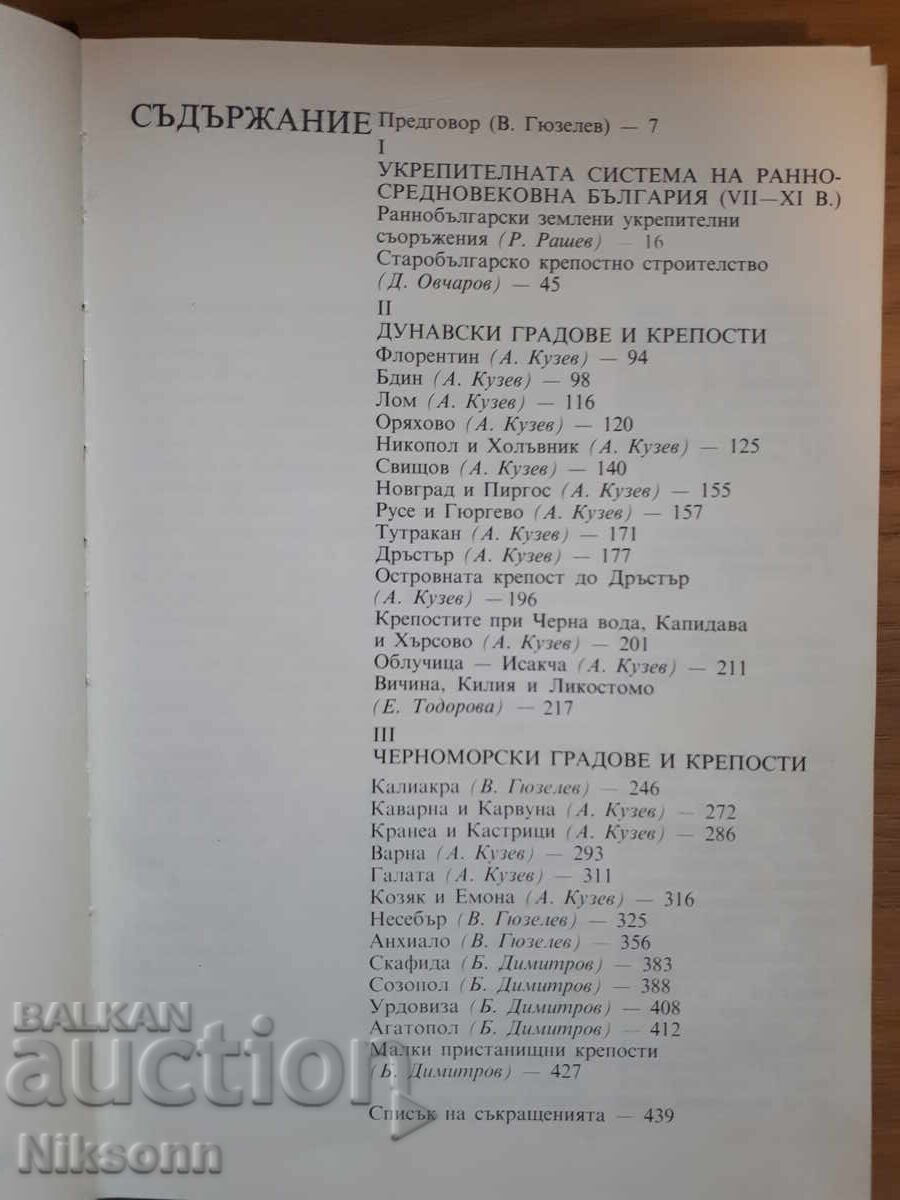 СЪДЪРЖАНИЕ
Предговор (В. Гюзелев) — 7
I
УКРЕПИТЕЛНАТА СИСТЕМА НА РАННО-
СРЕДНОВЕКОВНА БЪЛГАРИЯ (VII—XI В.)
Раннобългарски землени укрепителни
съоръжения (Р. Рашев) — 16
Старобългарско крепостно строителство
(Д. Овчаров) — 45
II
ДУНАВСКИ ГРАДОВЕ И КРЕПОСТИ
Флорентин (А. Кузев) — 94
Бдин (А. Кузев) — 98
Лом (А. Кузев) — 116
Оряхово (А. Кузев) — 120
Никопол и Холъвник (А. Кузев) — 125
Свищов (А. Кузев) — 140
Новград и Пиргос (А. Кузев) — 155
Русе и Гюргево (А. Кузев) — 157
Тутракан (А. Кузев) — 171
Дръстър (А. Кузев) — 177
Островната крепост до Дръстър
(А. Кузев) —196
Крепостите при Черна вода, Капидава
и Хърсово (А. Кузев) — 201
Облучица — Исакча (А. Кузев) — 211
Вичина, Килия и Ликостомо
(Е. Тодорова) — 217
III
ЧЕРНОМОРСКИ ГРАДОВЕ И КРЕПОСТИ
Калиакра (В. Гюзелев) — 246
Каварна и Карвуна (А. Кузев) — 272
Кранеа и Кастрици (А. Кузев) — 286
Варна (А. Кузев) — 293
Галата (А. Кузев) — 311
Козяк и Емона (А. Кузев) — 316
Несебър (В. Гюзелев) — 325
Анхиало (В. Гюзелев) — 356
Скафида (Б. Димитров) — 383
Созопол (Б. Димитров) — 388
Урдовиза (Б. Димитров) — 408
Агатопол (Б. Димитров) — 412
Малки пристанищни крепости
(Б. Димитров) — 427
Списък на съкращенията — 439
BALKAN
auction
Niksonn